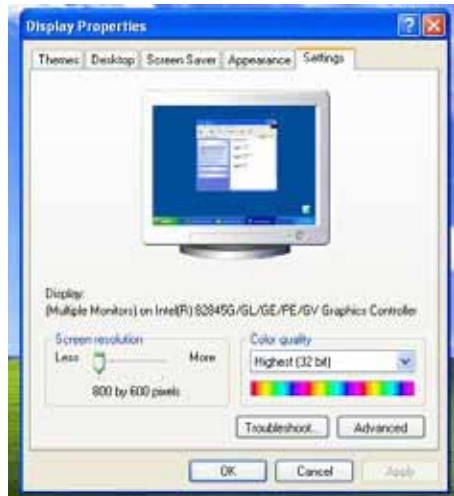 Display Properties
Themes Desktop Screen Saver Appearance Settings
Display:
(Multiple Monitors) on Intel(R) 82845G/GL/GE/PE/GV Graphics Controller
Screen resolution
Less More
800 by 600 pixels
Color quality
Highest (32 bit)
Troubleshoot... Advanced
OK Cancel Apply